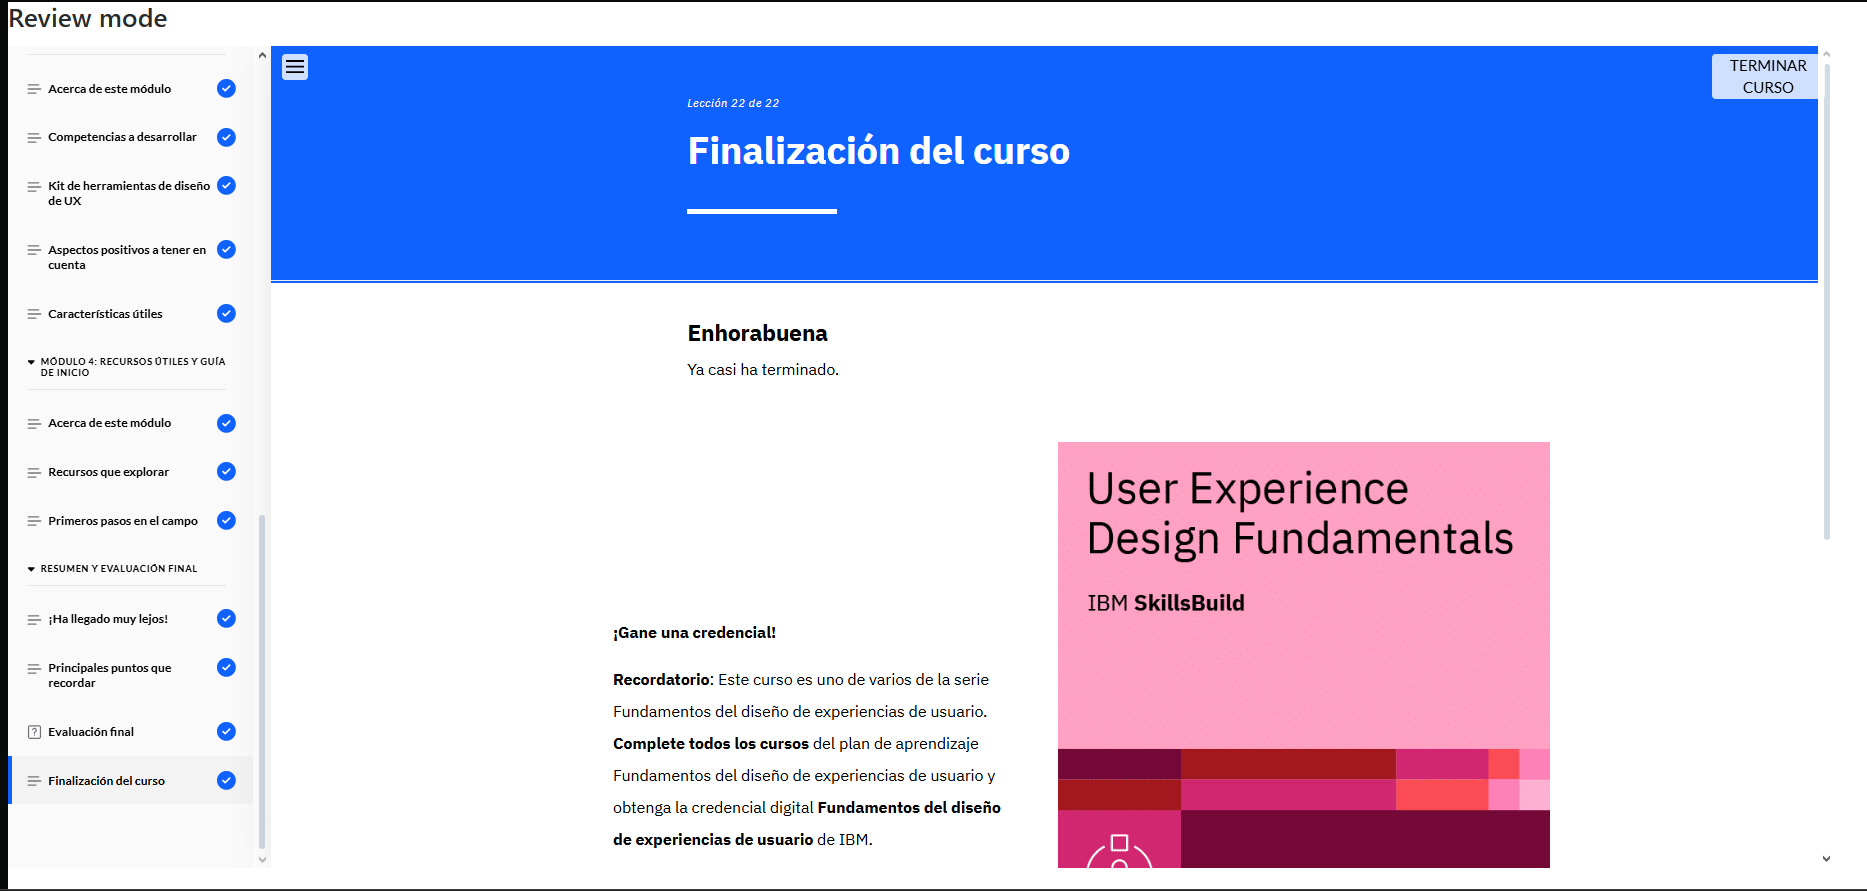 Review mode
Acerca de este módulo
Competencias a desarrollar
Kit de herramientas de diseño
de UX
Aspectos positivos a tener en
cuenta
Características útiles
MÓDULO 4: RECURSOS ÚTILES Y GUÍA
DE INICIO
Acerca de este módulo
Recursos que explorar
Primeros pasos en el campo
RESUMEN Y EVALUACIÓN FINAL
¡Ha llegado muy lejos!
Principales puntos que
recordar
Evaluación final
Finalización del curso
TERMINAR
CURSO
Lección 22 de 22
Finalización del curso
Enhorabuena
Ya casi ha terminado.
¡Gane una credencial!
Recordatorio: Este curso es uno de varios de la serie
Fundamentos del diseño de experiencias de usuario.
Complete todos los cursos del plan de aprendizaje
Fundamentos del diseño de experiencias de usuario y
obtenga la credencial digital Fundamentos del diseño
de experiencias de usuario de IBM.
User Experience
Design Fundamentals
IBM SkillsBuild